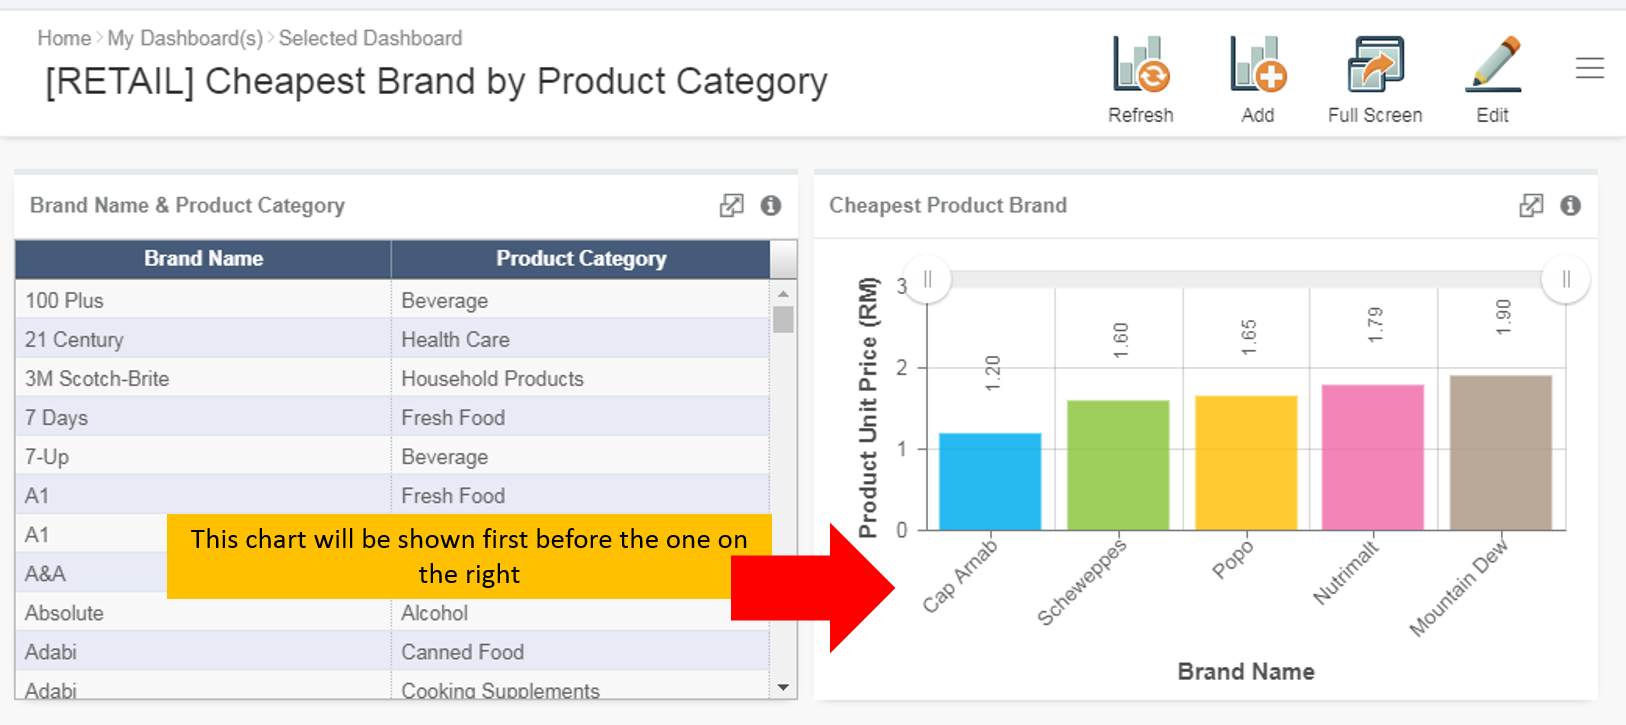 Home > My Dashboard(s) > Selected Dashboard
[RETAIL] Cheapest Brand by Product Category
Refresh
Add
Full Screen
Edit
Brand Name & Product Category
Brand Name Product Category
100 Plus Beverage
21 Century Health Care
3M Scotch-Brite Household Products
7 Days Fresh Food
7-Up Beverage
A1 Fresh Food
A1
A&A
Absolute Alcohol
Adabi Canned Food
Adabi Cooking Supplements
This chart will be shown first before the one on
the right
Cheapest Product Brand
Product Unit Price (RM)
3
2
1
0
1.20
1.60
1.65
1.79
1.90
Cap Arnab
Scheweppes
Popo
Nutrimalt
Mountain Dew
Brand Name